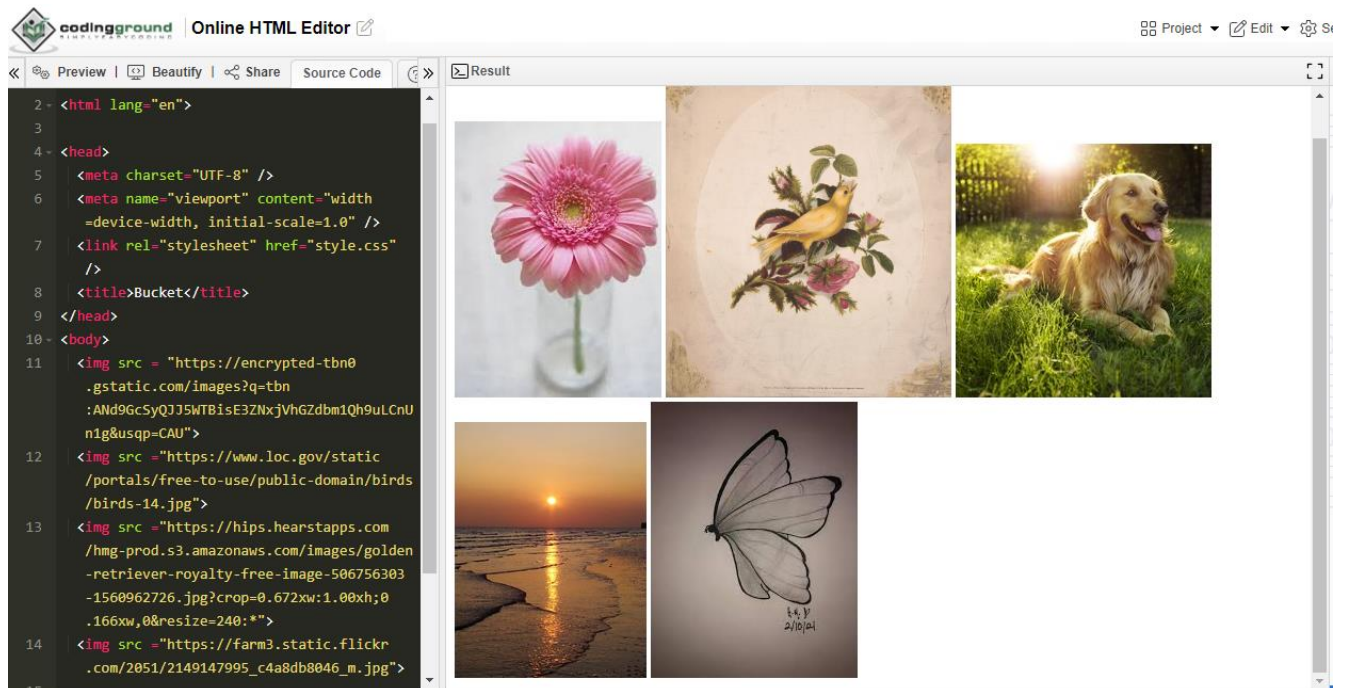 codingground Online HTML Editor
SIMPLYEASYCODING
Project Edit Se
Preview | Beautify | Share Source Code
Result
2 <html lang="en">
3
4 <head>
5 <meta charset="UTF-8" />
6 <meta name="viewport" content="width
=device-width, initial-scale=1.0" />
7 <link rel="stylesheet" href="style.css"
/>
8 <title>Bucket</title>
9 </head>
10 <body>
11 <img src = "https://encrypted-tbn0
.gstatic.com/images?q=tbn
:ANd9GcSyQJJ5WTBisE3ZNxjVhGZdbm1Qh9uLCnU
n1g&usqp=CAU">
12 <img src ="https://www.loc.gov/static
/portals/free-to-use/public-domain/birds
/birds-14.jpg">
13 <img src ="https://hips.hearstapps.com
/hmg-prod.s3.amazonaws.com/images/golden
-retriever-royalty-free-image-506756303
-1560962726.jpg?crop=0.672xw:1.00xh;0
.166xw,0&resize=240:*">
14 <img src ="https://farm3.static.flickr
.com/2051/2149147995_c4a8db8046_m.jpg">
2/10/21